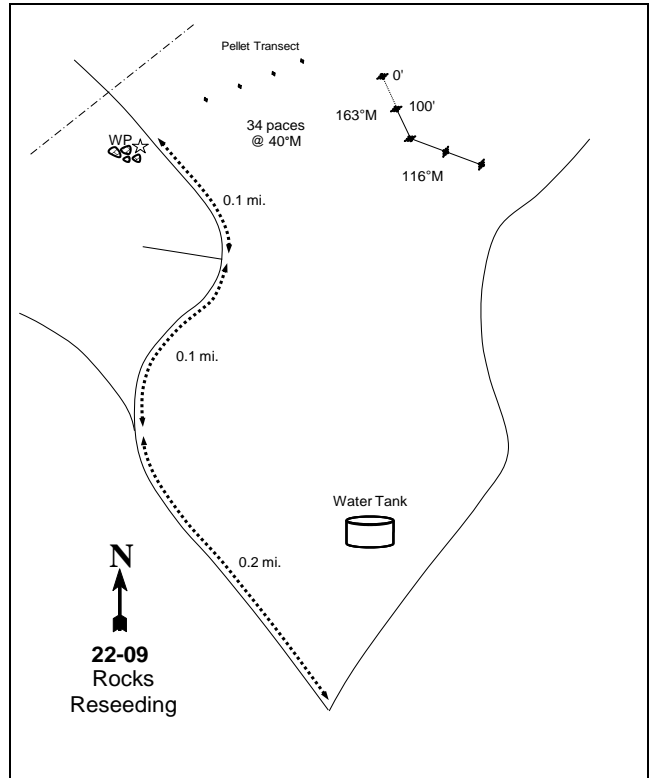 Pellet Transect
0'
100'
163°M
34 paces
@ 40°M
116°M
WP
0.1 mi.
0.1 mi.
Water Tank
0.2 mi.
N
22-09
Rocks
Reseeding